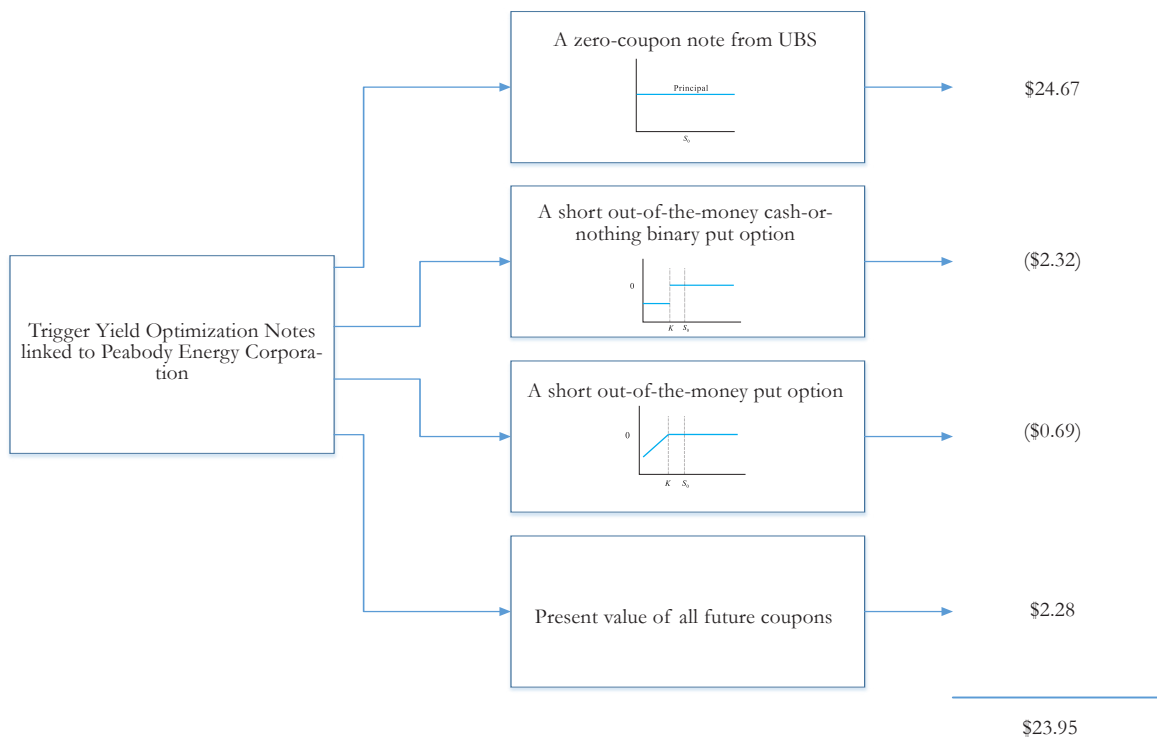 A zero-coupon note from UBS
Principal
S0
$24.67
A short out-of-the-money cash-or-
nothing binary put option
0
K
S0
($2.32)
Trigger Yield Optimization Notes
linked to Peabody Energy Corpora-
tion
A short out-of-the-money put option
0
K
S0
($0.69)
Present value of all future coupons
$2.28
$23.95